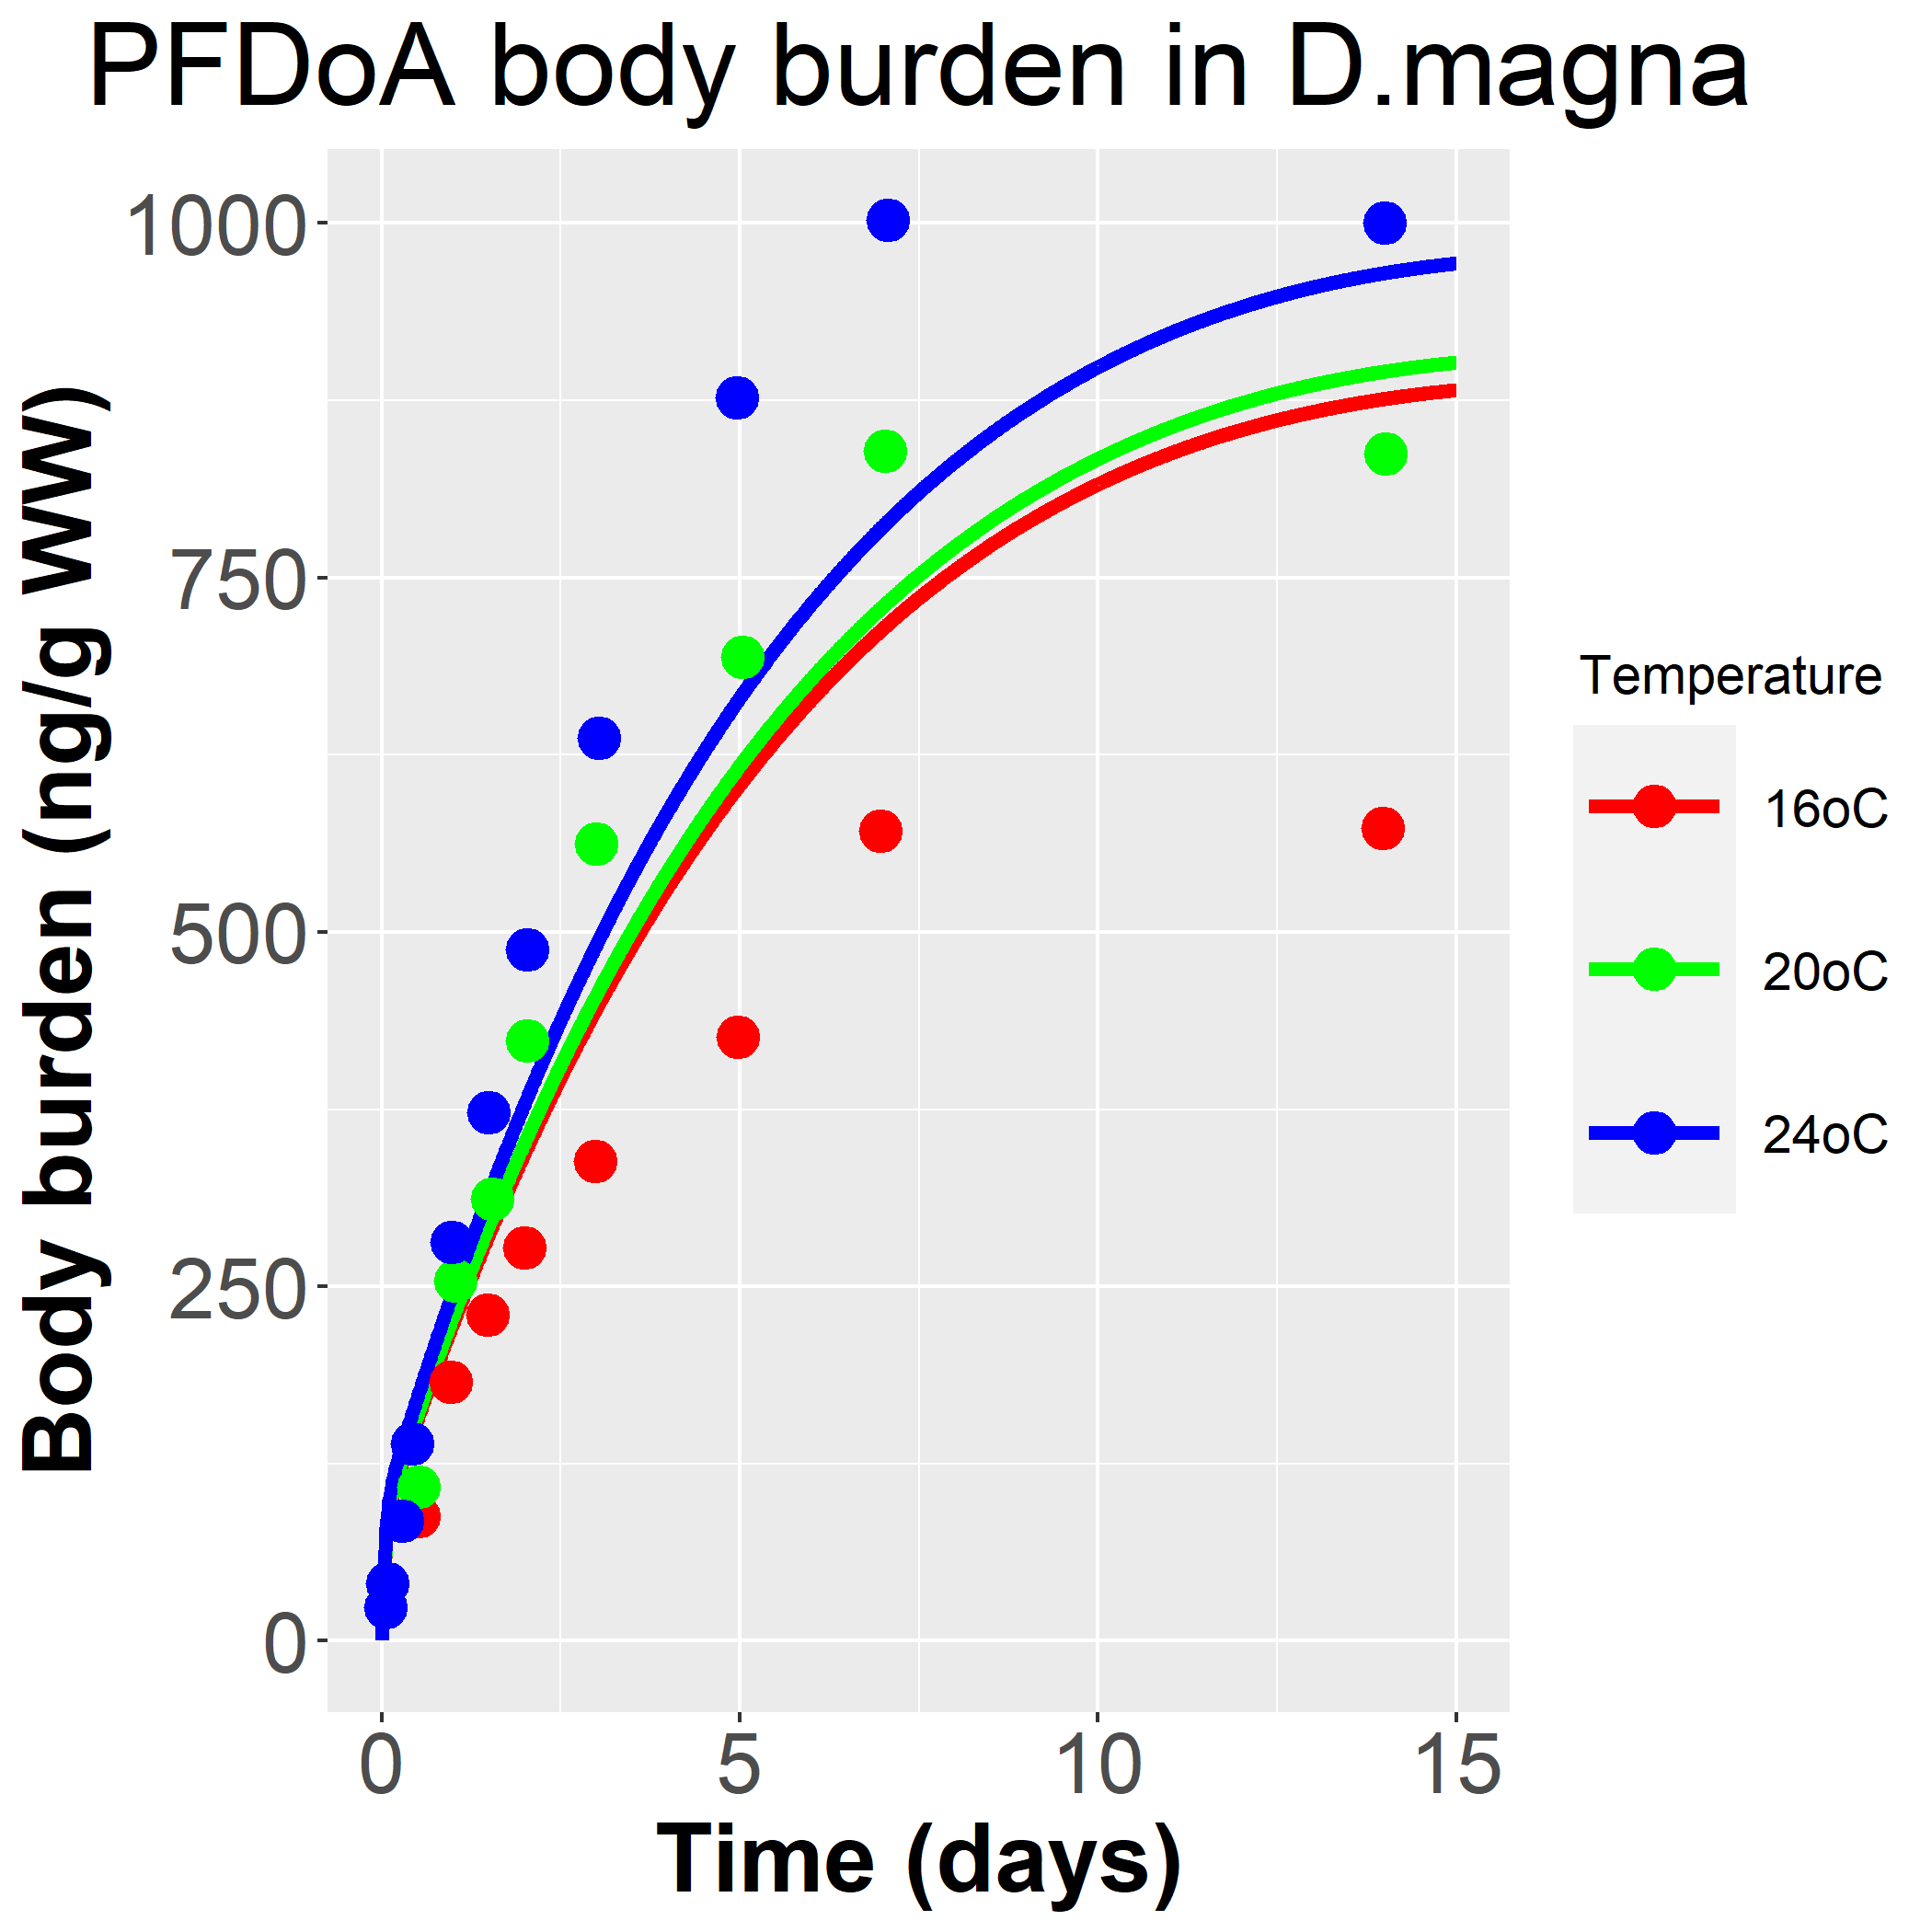 PFDoA body burden in D.magna
Body burden (ng/g WW)
1000
750
500
250
0
0 5 10 15
Time (days)
Temperature
16oC
20oC
24oC